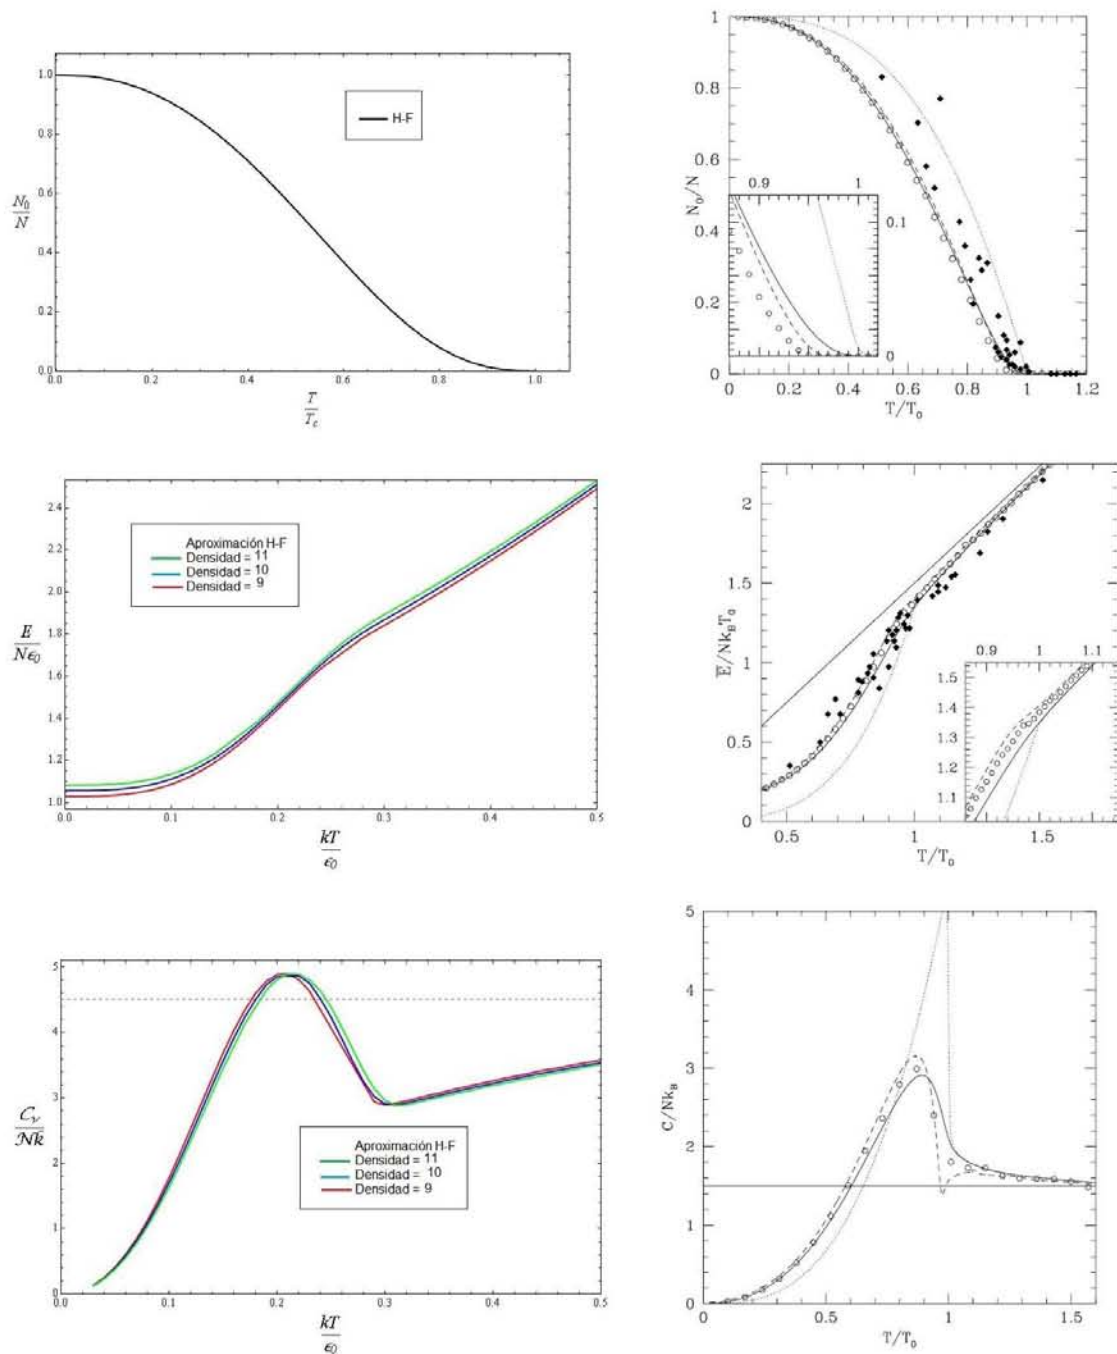 1.0
0.8
0.6
0.4
0.2
0.0
N₀/N
0.0 0.2 0.4 0.6 0.8 1.0
T/T_c
H-F
1
0.8
0.6
0.4
0.2
0
N₀/N
0.9 1
0.1
0
0 0.2 0.4 0.6 0.8 1 1.2
T/T₀
2.4
2.2
2.0
1.8
1.6
1.4
1.2
1.0
E/Nϵ₀
Aproximación H-F
Densidad = 11
Densidad = 10
Densidad = 9
0.0 0.1 0.2 0.3 0.4 0.5
kT/ϵ₀
2
1.5
1
0.5
0
E̅/Nk_BT₀
0.9 1 1.1
1.5
1.4
1.3
1.2
1.1
0.5 1 1.5
T/T₀
5
4
3
2
1
0
C_V/Nk
Aproximación H-F
Densidad = 11
Densidad = 10
Densidad = 9
0.0 0.1 0.2 0.3 0.4 0.5
kT/ϵ₀
5
4
3
2
1
0
C/Nk_B
0 0.5 1 1.5
T/T₀